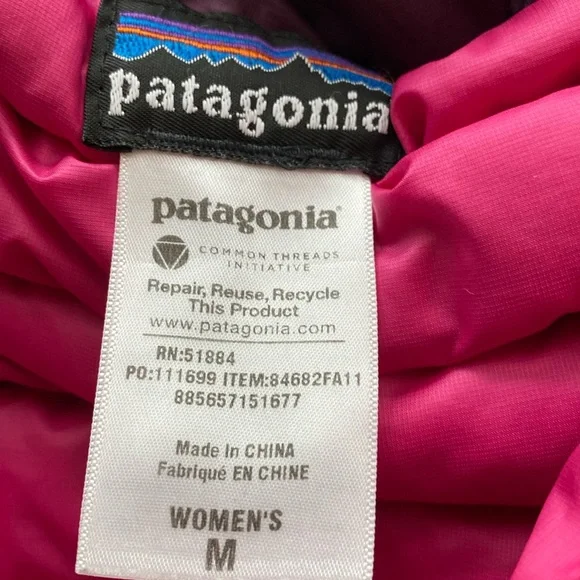 patagonia
patagonia®
COMMON THREADS
INITIATIVE
Repair, Reuse, Recycle
This Product
www.patagonia.com
RN:51884
PO:111699 ITEM:84682FA11
885657151677
Made In CHINA
Fabriqué EN CHINE
WOMEN'S
M